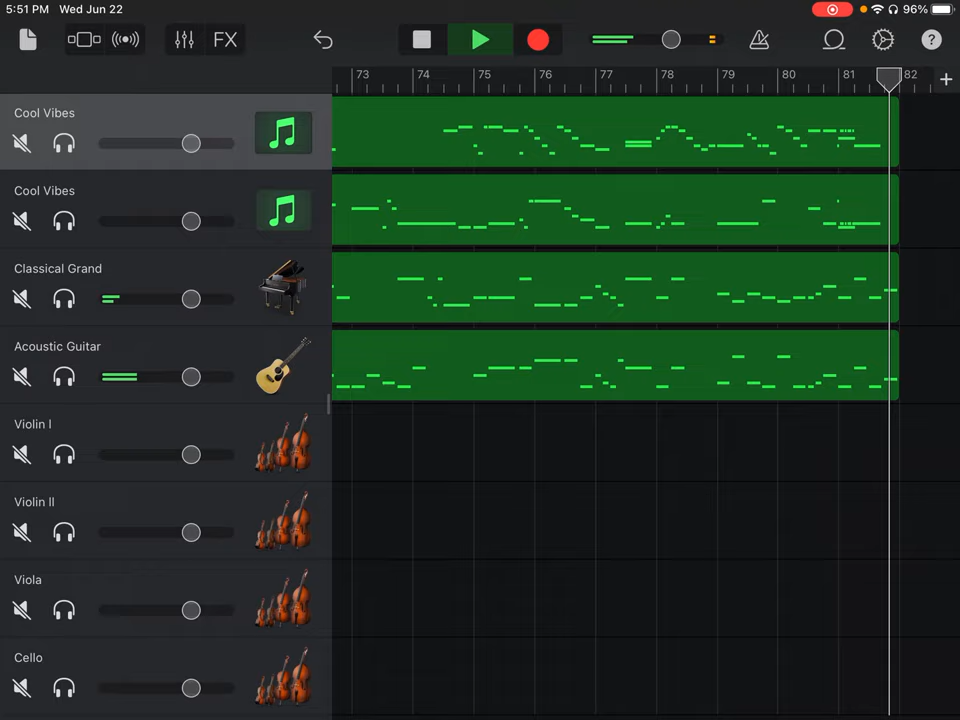 5:51 PM Wed Jun 22
96%
FX
?
73 74 75 76 77 78 79 80 81 82 +
Cool Vibes
Cool Vibes
Classical Grand
Acoustic Guitar
Violin I
Violin II
Viola
Cello